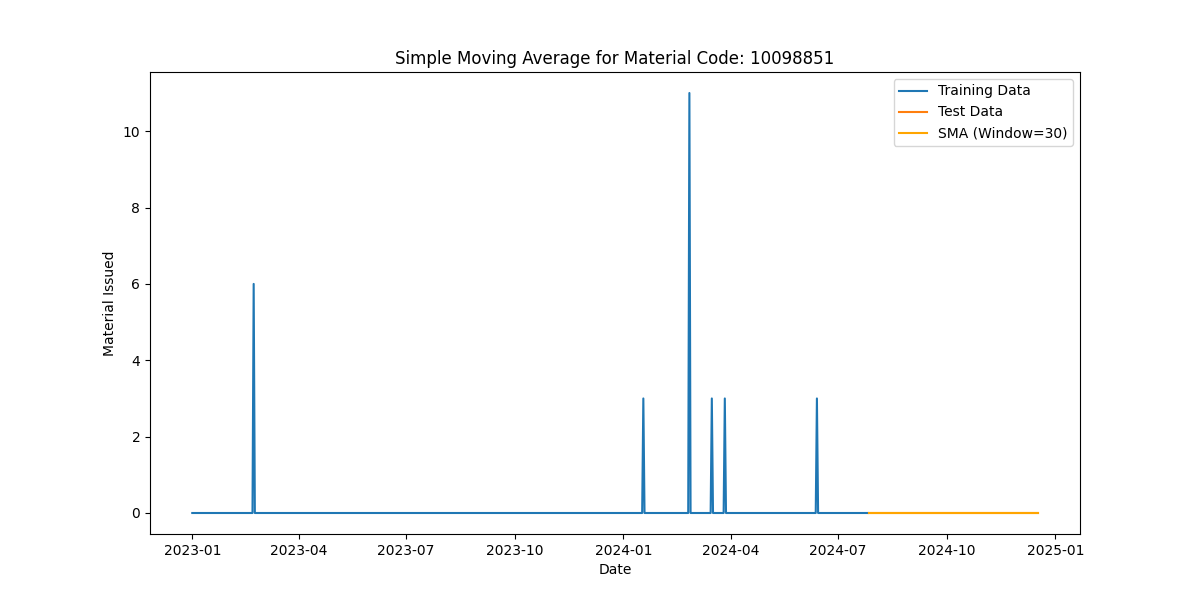 Simple Moving Average for Material Code: 10098851
Training Data
Test Data
SMA (Window=30)
Material Issued
10
8
6
4
2
0
2023-01 2023-04 2023-07 2023-10 2024-01 2024-04 2024-07 2024-10 2025-01
Date